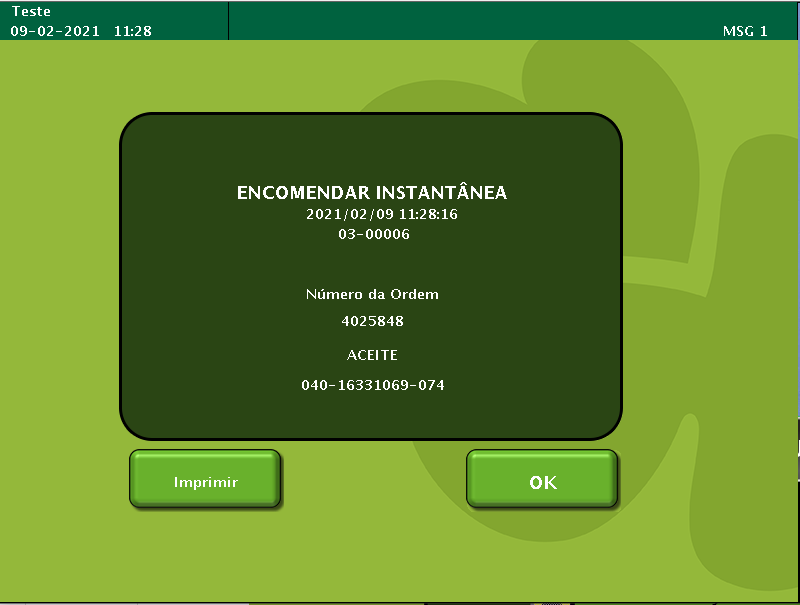 Teste
09-02-2021 11:28
MSG 1
ENCOMENDAR INSTANTÂNEA
2021/02/09 11:28:16
03-00006
Número da Ordem
4025848
ACEITE
040-16331069-074
Imprimir
OK